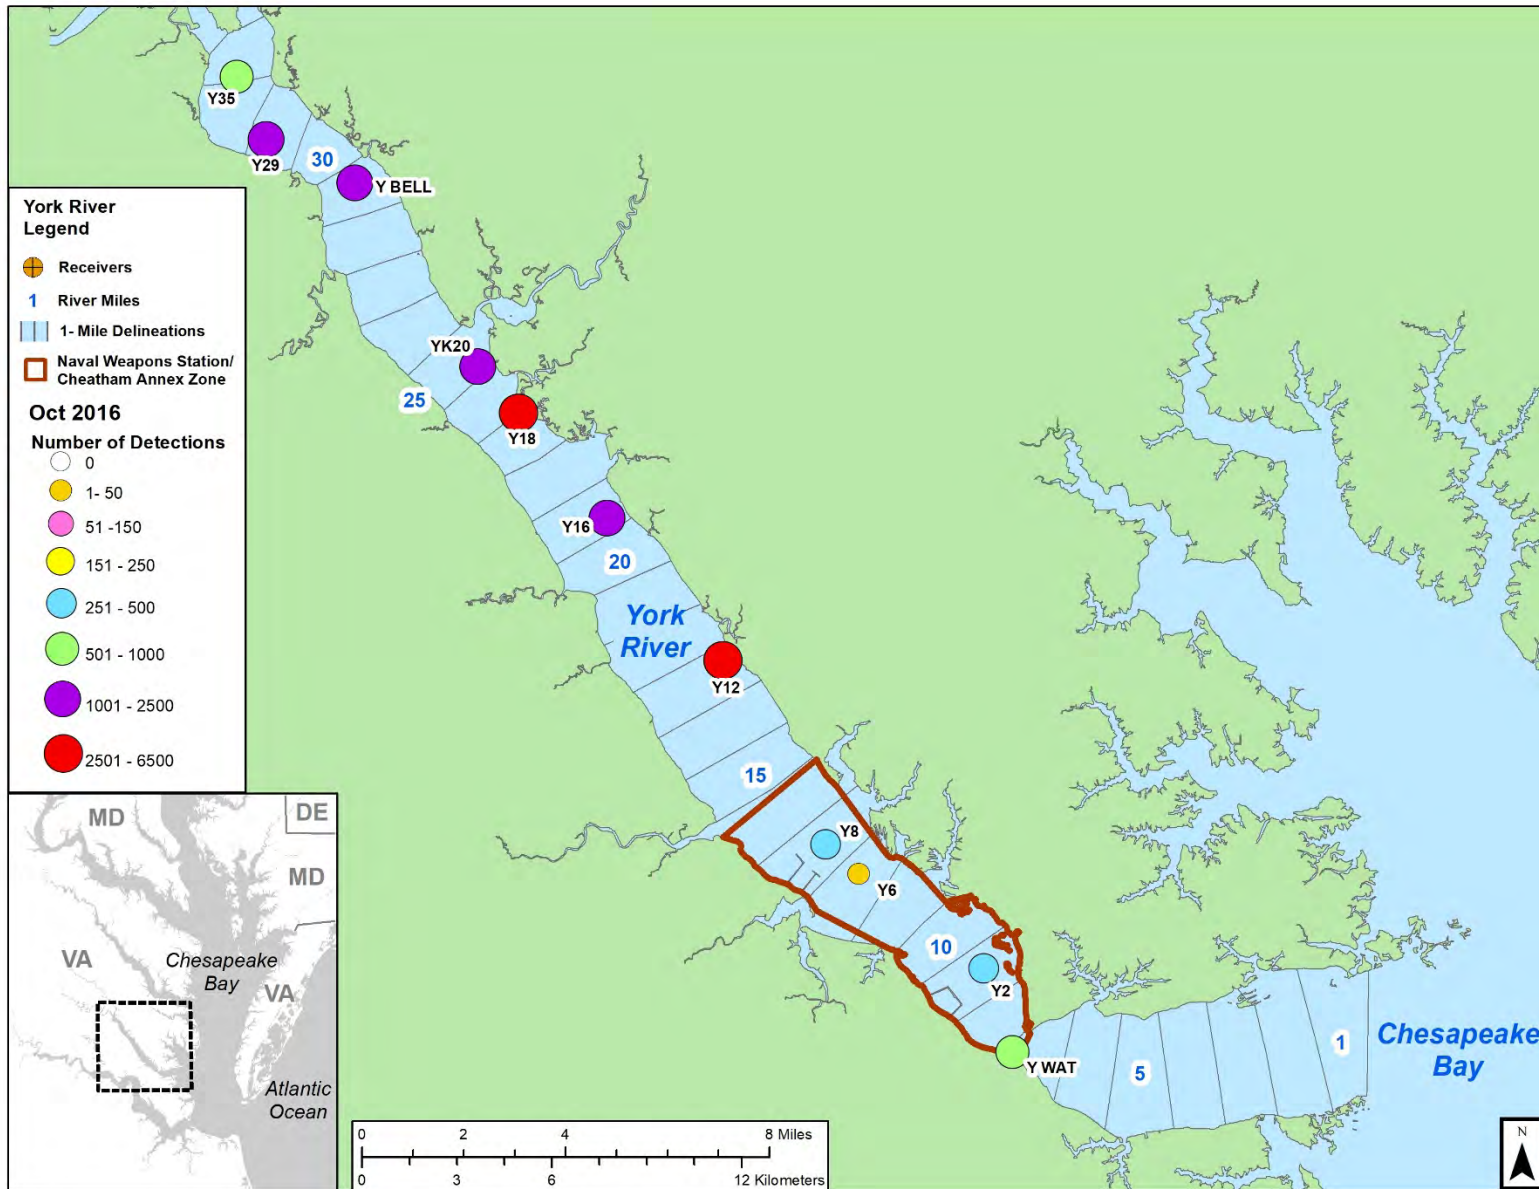 Y35
Y29
30
Y BELL
York River
Legend
Receivers
1 River Miles
1- Mile Delineations
Naval Weapons Station/
Cheatham Annex Zone
Oct 2016
Number of Detections
0
1- 50
51 -150
151 - 250
251 - 500
501 - 1000
1001 - 2500
2501 - 6500
YK20
25
Y18
Y16
20
York
River
Y12
15
Y8
Y6
10
Y2
Y WAT
5
1
Chesapeake
Bay
MD
DE
MD
VA
Chesapeake
Bay
VA
Atlantic
Ocean
0 2 4 8 Miles
0 3 6 12 Kilometers
N